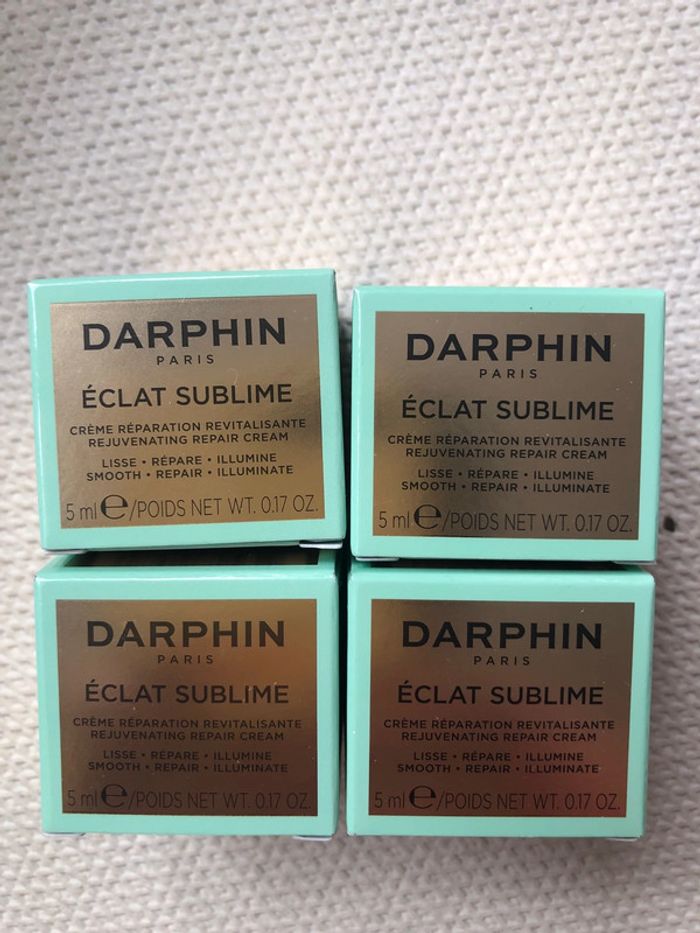 DARPHIN
PARIS
ÉCLAT SUBLIME
CRÈME RÉPARATION REVITALISANTE
REJUVENATING REPAIR CREAM
LISSE • RÉPARE • ILLUMINE
SMOOTH • REPAIR • ILLUMINATE
5 ml ℮/POIDS NET WT. 0.17 OZ.
DARPHIN
PARIS
ÉCLAT SUBLIME
CRÈME RÉPARATION REVITALISANTE
REJUVENATING REPAIR CREAM
LISSE • RÉPARE • ILLUMINE
SMOOTH • REPAIR • ILLUMINATE
5 ml ℮/POIDS NET WT. 0.17 OZ.
DARPHIN
PARIS
ÉCLAT SUBLIME
CRÈME RÉPARATION REVITALISANTE
REJUVENATING REPAIR CREAM
LISSE • RÉPARE • ILLUMINE
SMOOTH • REPAIR • ILLUMINATE
5 ml ℮/POIDS NET WT. 0.17 OZ.
DARPHIN
PARIS
ÉCLAT SUBLIME
CRÈME RÉPARATION REVITALISANTE
REJUVENATING REPAIR CREAM
LISSE • RÉPARE • ILLUMINE
SMOOTH • REPAIR • ILLUMINATE
5 ml ℮/POIDS NET WT. 0.17 OZ.